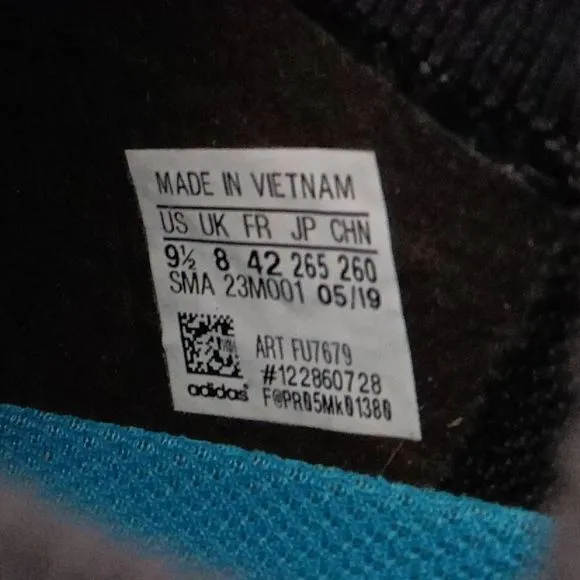 MADE IN VIETNAM
US UK FR JP CHN
9½ 8 42 265 260
SMA 23M001 05/19
ART FU7679
#122860728
adidas F@PR05Mk01380